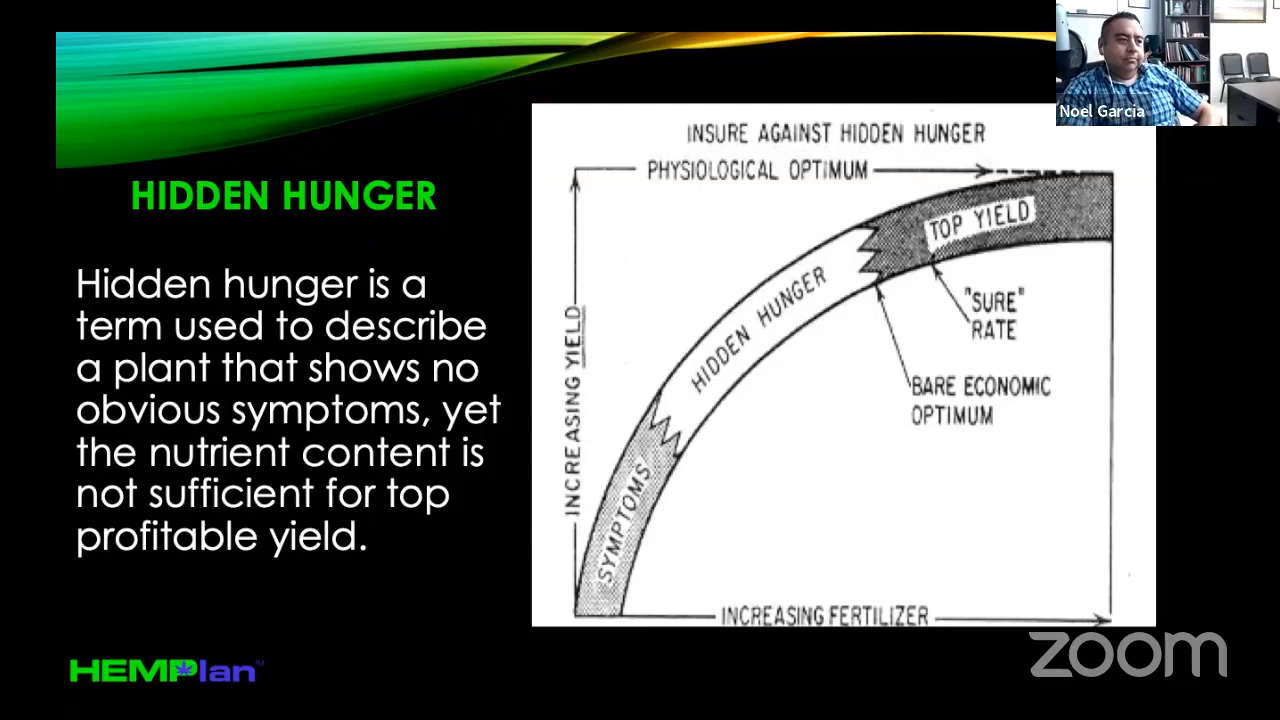 Noel Garcia
HIDDEN HUNGER
Hidden hunger is a
term used to describe
a plant that shows no
obvious symptoms, yet
the nutrient content is
not sufficient for top
profitable yield.
INSURE AGAINST HIDDEN HUNGER
PHYSIOLOGICAL OPTIMUM
TOP YIELD
HIDDEN HUNGER
"SURE"
RATE
BARE ECONOMIC
OPTIMUM
INCREASING YIELD
SYMPTOMS
INCREASING FERTILIZER
HEMPlan™
zoom